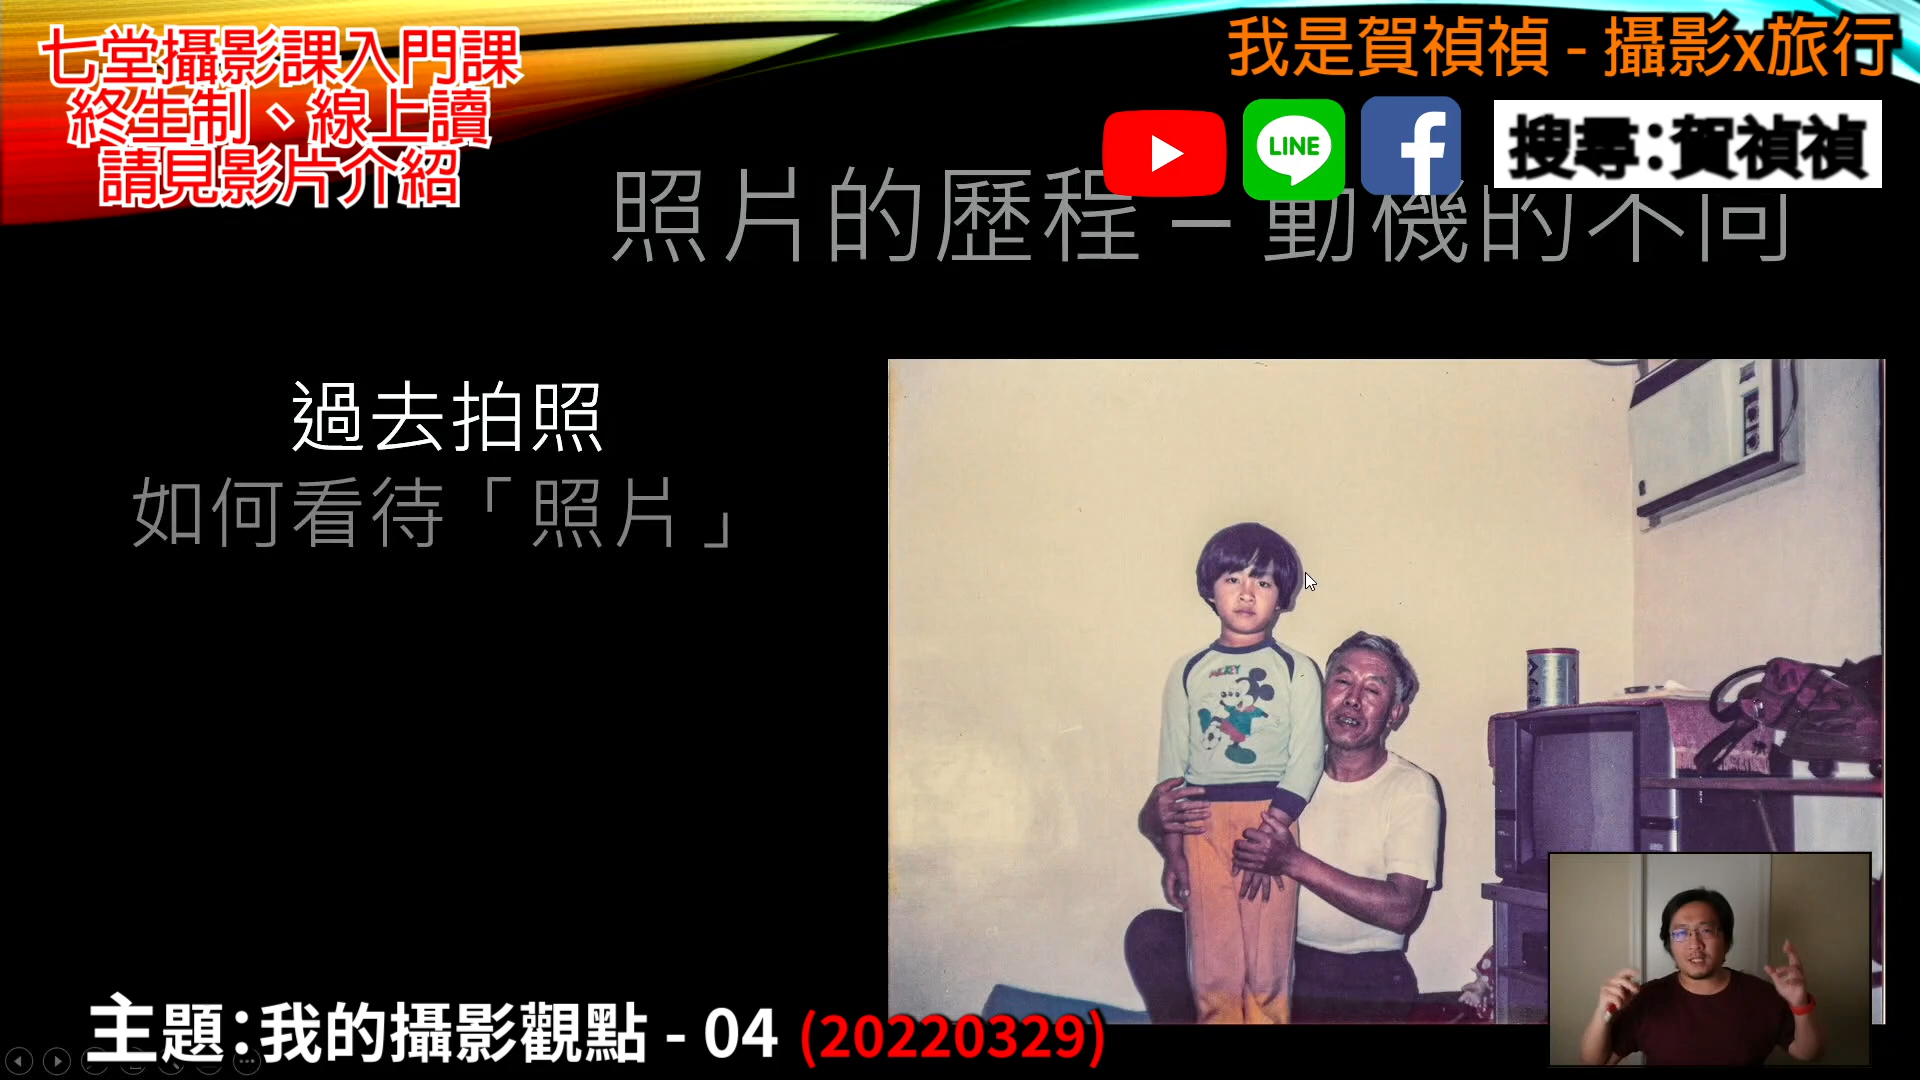 七堂攝影課入門課
終生制、線上讀
請見影片介紹
我是賀禎禎 - 攝影x旅行
LINE
搜尋:賀禎禎
照片的歷程 – 動機的不同
過去拍照
如何看待「照片」
MICKEY
主題:我的攝影觀點 - 04 (20220329)